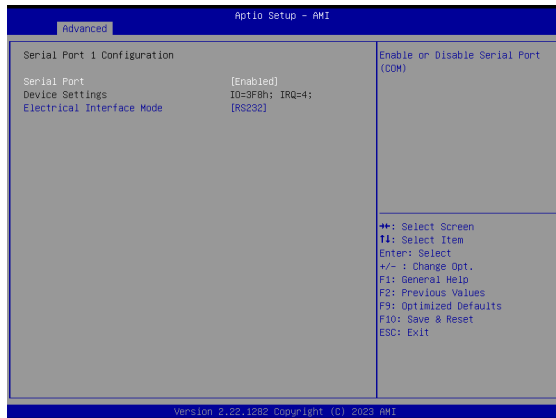 Aptio Setup - AMI
Advanced
Serial Port 1 Configuration
Serial Port [Enabled]
Device Settings IO=3F8h; IRQ=4;
Electrical Interface Mode [RS232]
Enable or Disable Serial Port
(COM)
→←: Select Screen
↑↓: Select Item
Enter: Select
+/- : Change Opt.
F1: General Help
F2: Previous Values
F9: Optimized Defaults
F10: Save & Reset
ESC: Exit
Version 2.22.1282 Copyright (C) 2023 AMI